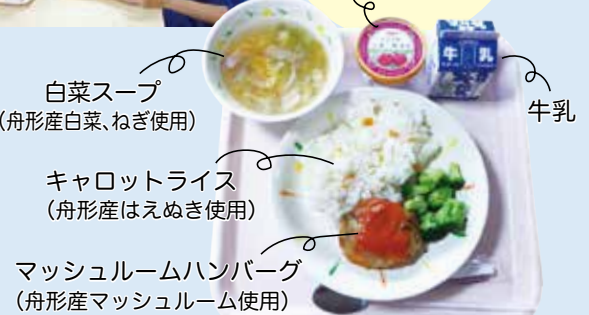 白菜スープ
(舟形産白菜、ねぎ使用)
キャロットライス
(舟形産はえぬき使用)
マッシュルームハンバーグ
(舟形産マッシュルーム使用)
牛乳
牛乳